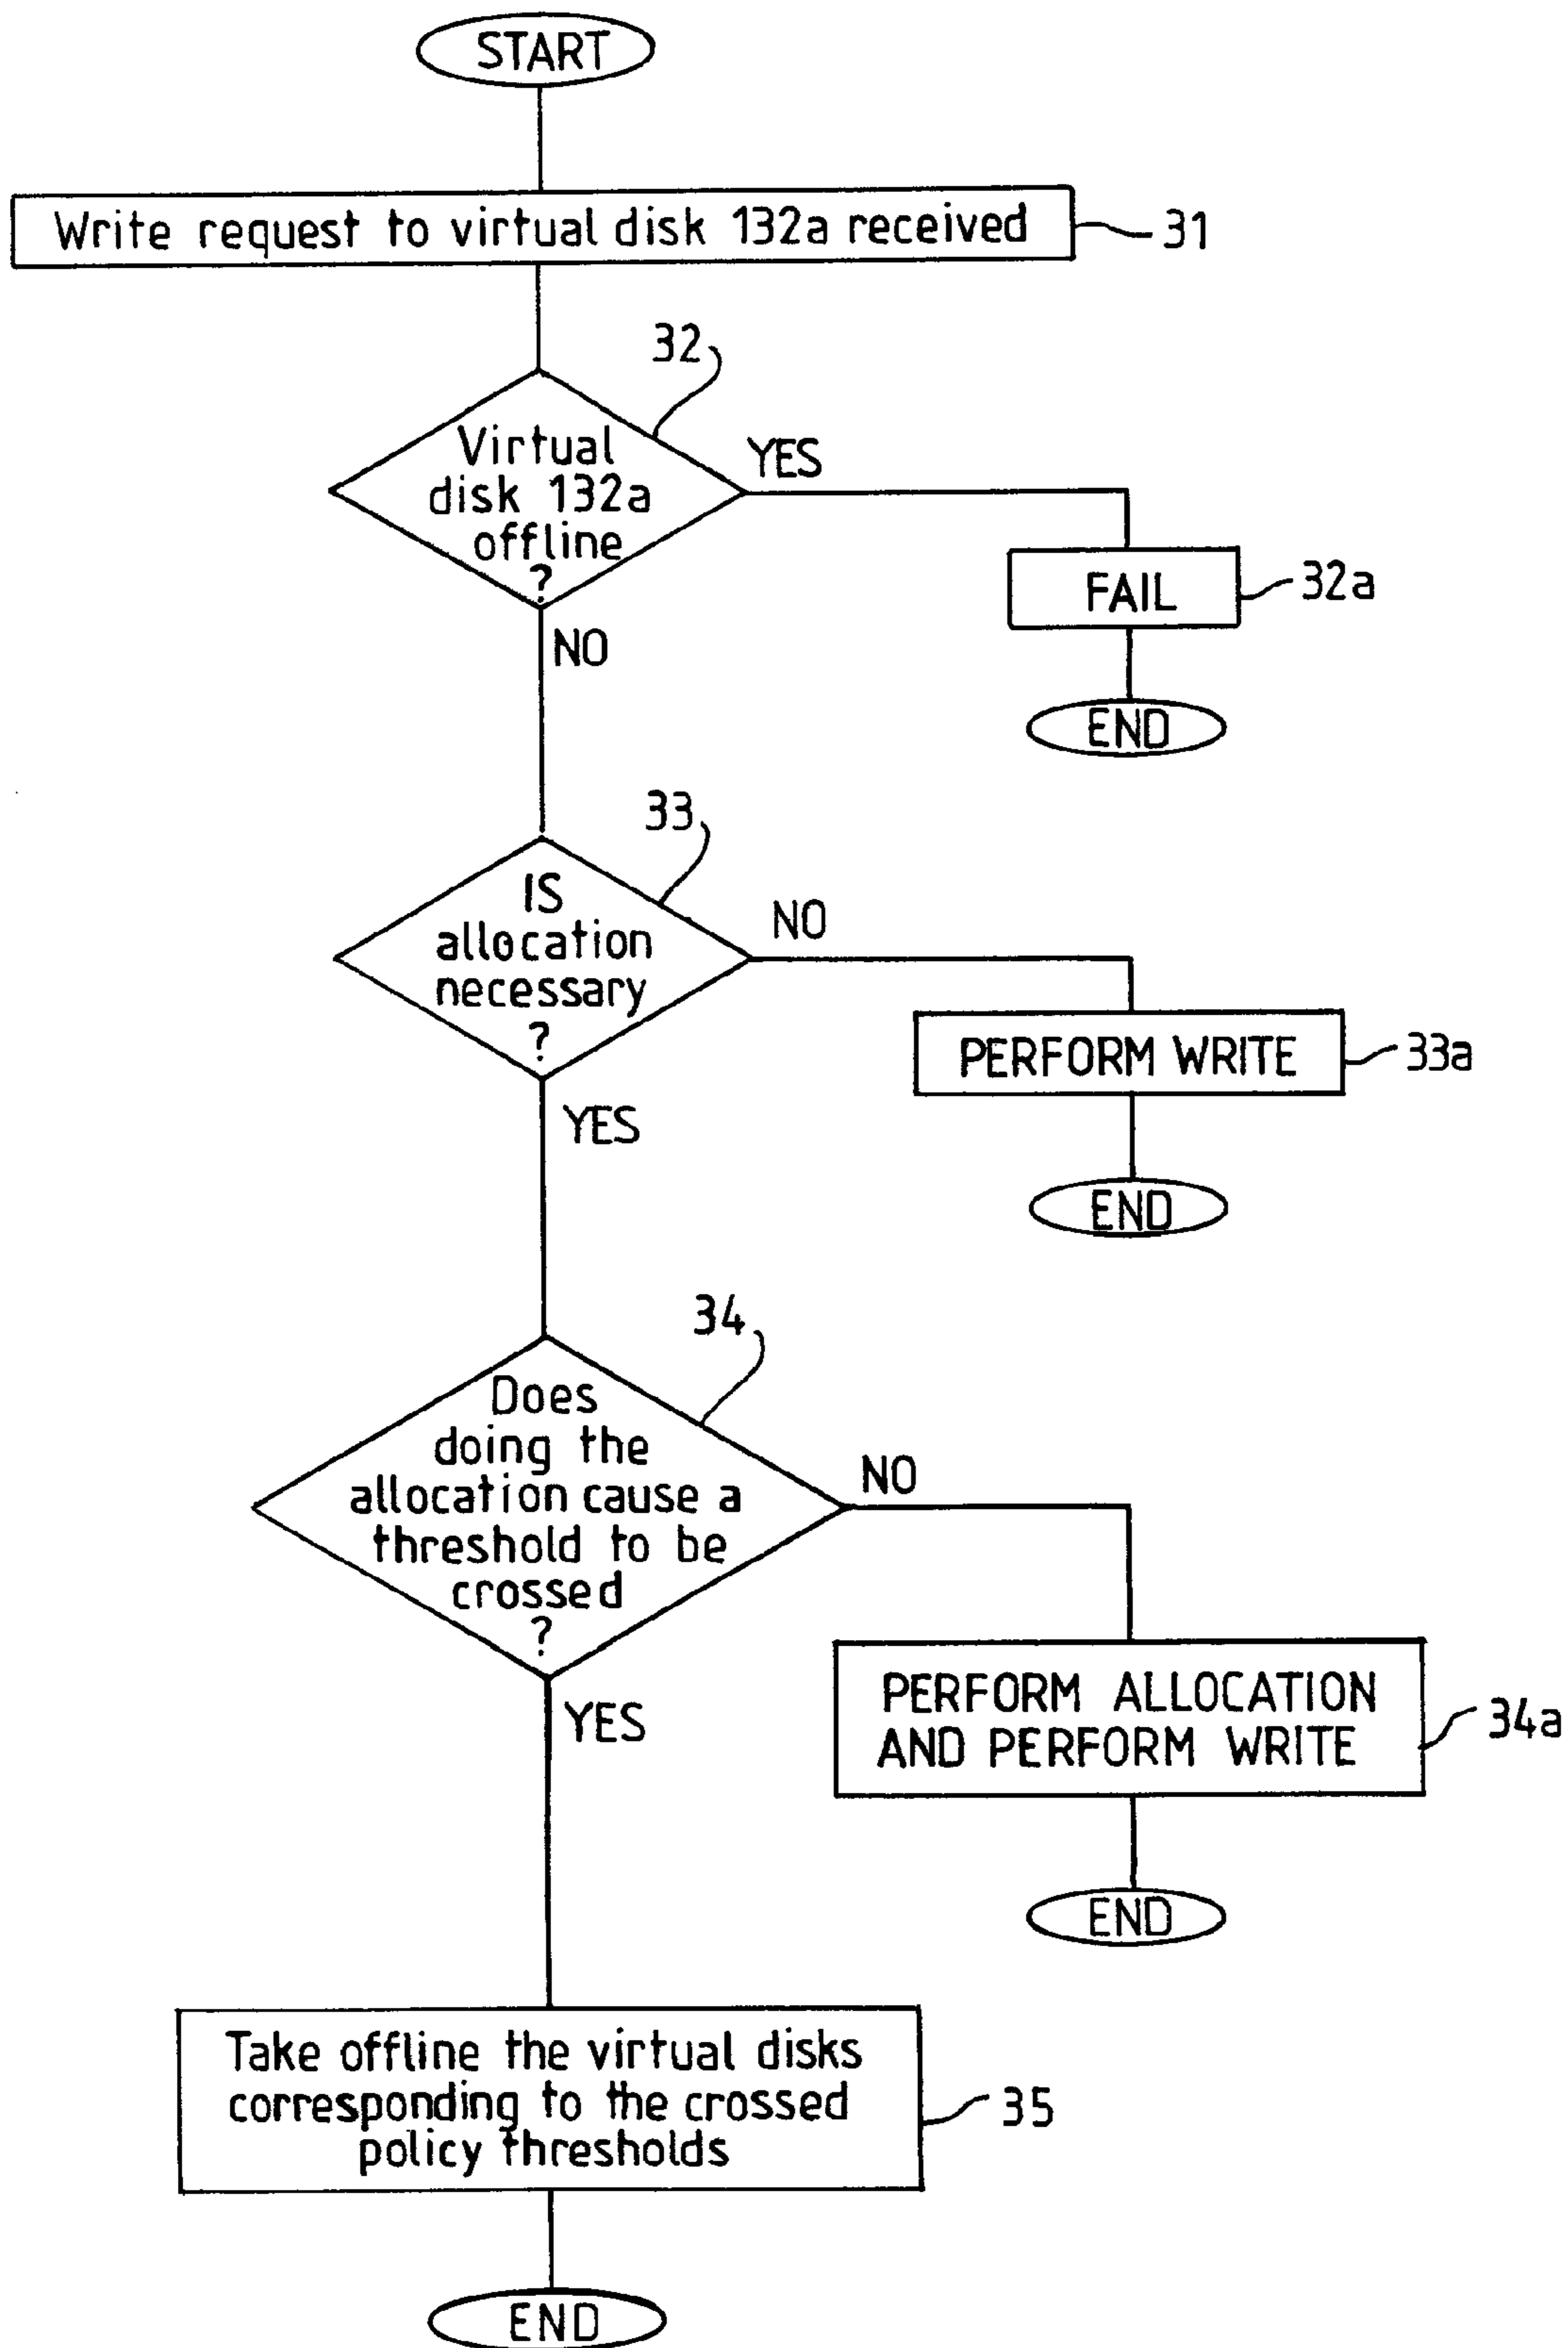 START
Write request to virtual disk 132a received
31
32
Virtual
disk 132a
offline
?
YES
FAIL
32a
END
NO
33
IS
allocation
necessary
?
NO
PERFORM WRITE
33a
END
YES
34
Does
doing the
allocation cause a
threshold to be
crossed
?
NO
PERFORM ALLOCATION
AND PERFORM WRITE
34a
END
YES
Take offline the virtual disks
corresponding to the crossed
policy thresholds
35
END